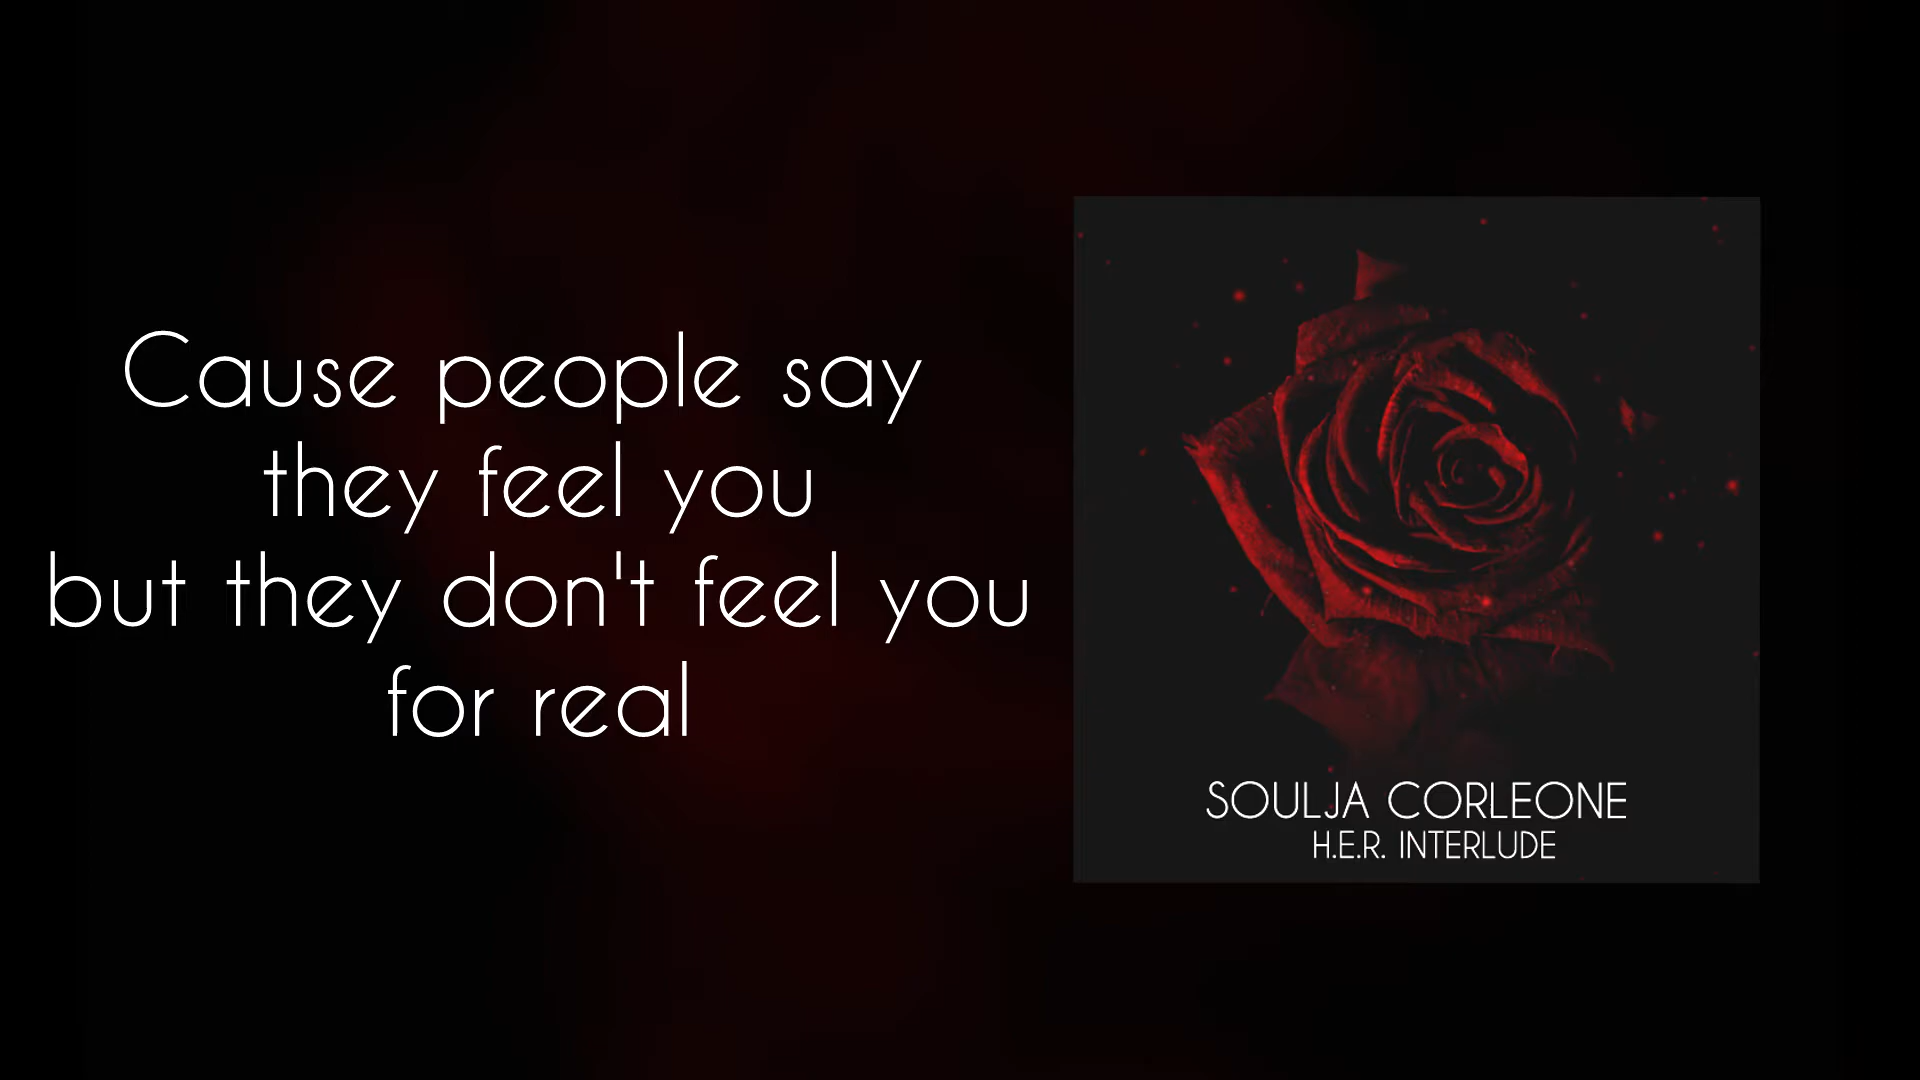 Cause people say
they feel you
but they don't feel you
for real
SOULJA CORLEONE
H.E.R. INTERLUDE